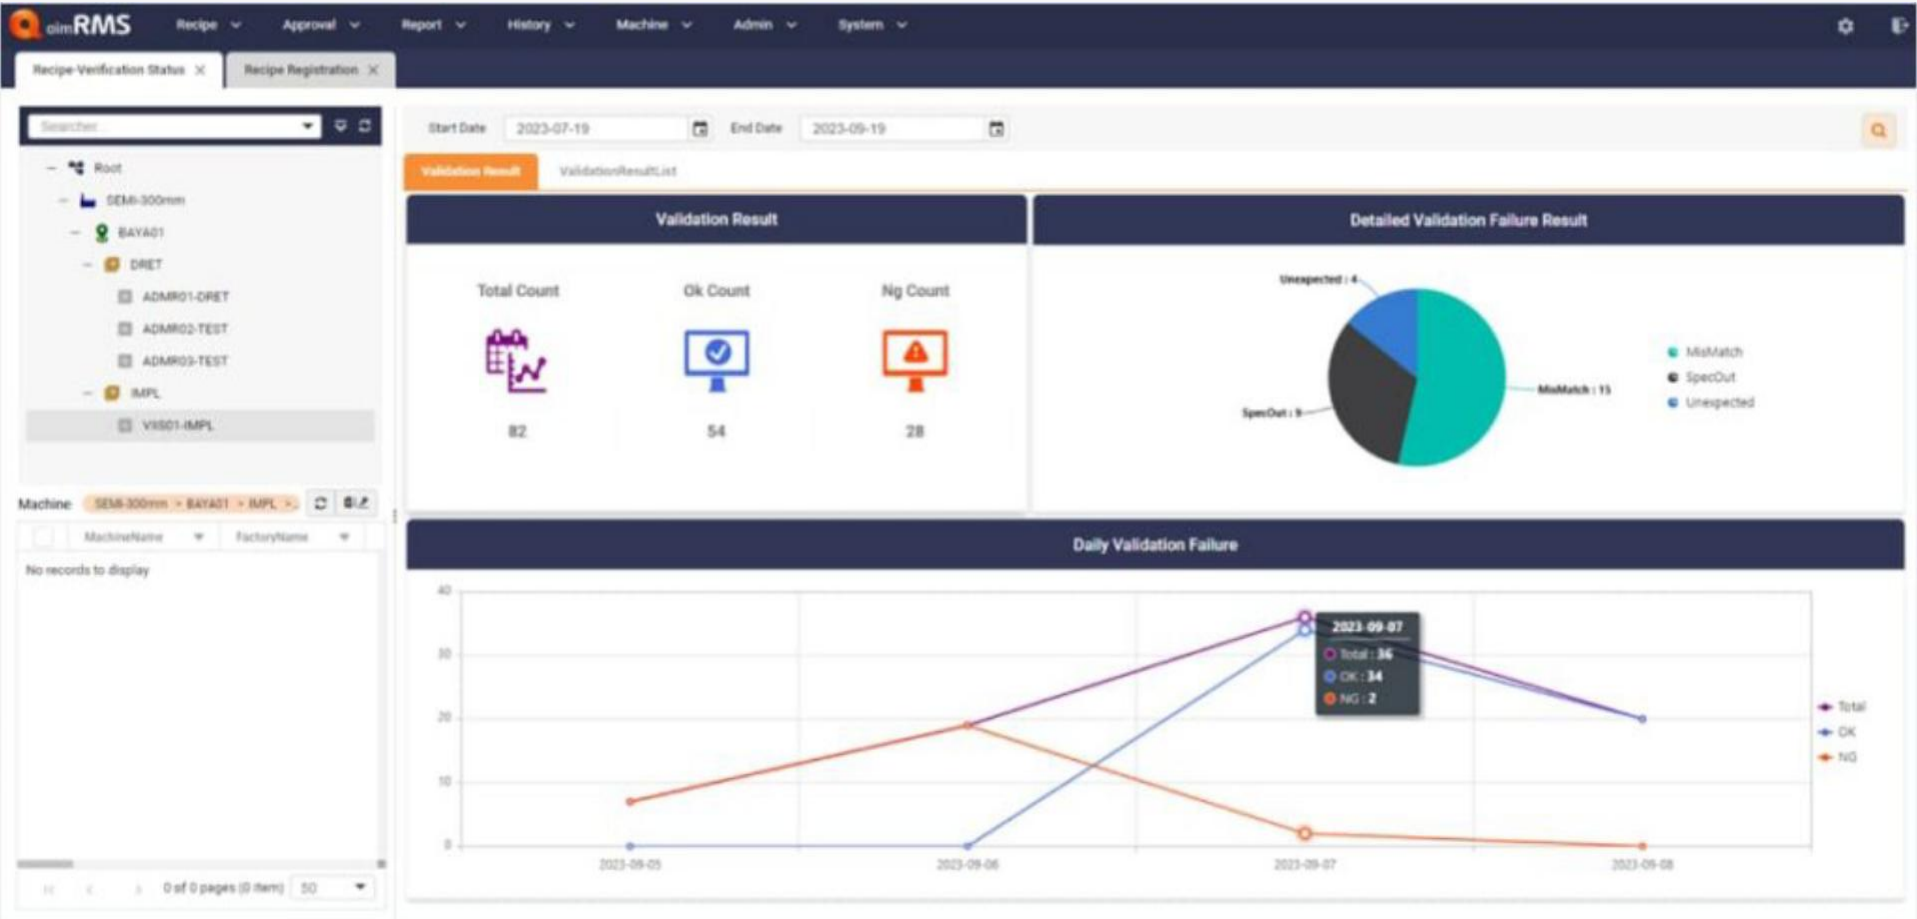 oimRMS Recipe Approval Report History Machine Admin System
Recipe-Verification Status Recipe Registration
Searcher...
Root
SEMI-300mm
BAYA01
DRET
ADMR01-DRET
ADMR02-TEST
ADMR03-TEST
IMPL
VIIS01-IMPL
Machine SEMI-300mm > BAYA01 > IMPL >
MachineName FactoryName
No records to display
0 of 0 pages (0 item) 50
Start Date 2023-07-19 End Date 2023-09-19
Validation Result ValidationResultList
Validation Result
Total Count Ok Count Ng Count
82 54 28
Detailed Validation Failure Result
Unexpected : 4
MisMatch : 15
SpecOut : 9
MisMatch
SpecOut
Unexpected
Daily Validation Failure
40
30
20
10
0
2023-09-05 2023-09-06 2023-09-07 2023-09-08
2023-09-07
Total : 36
OK : 34
NG : 2
Total
OK
NG